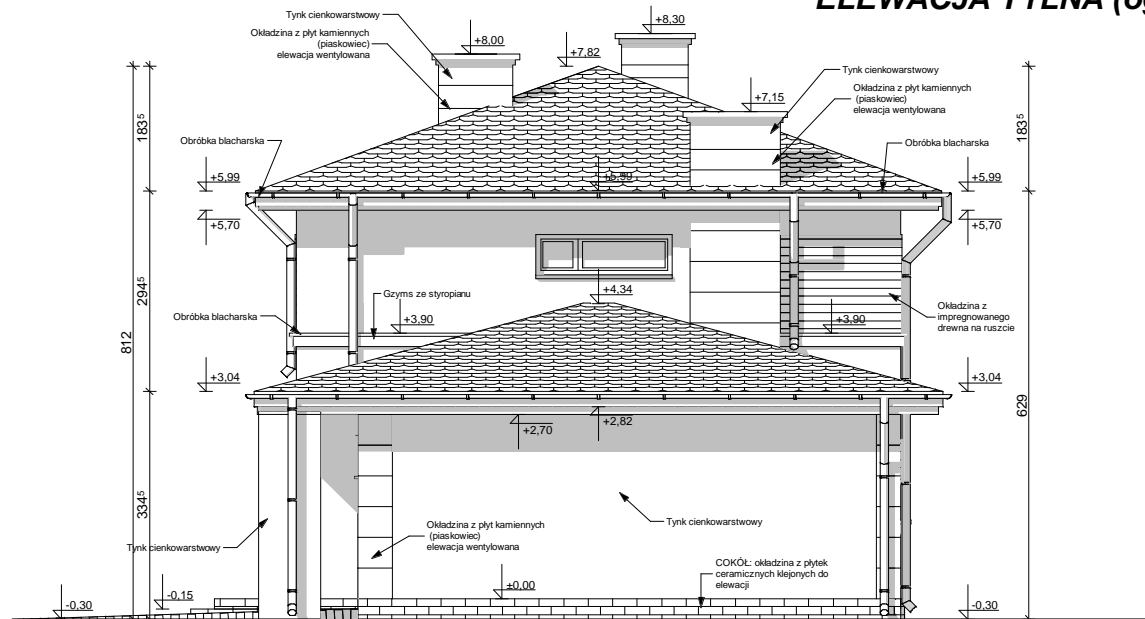 ELEWACJA TYLNA (og
Tynk cienkowarstwowy
+8,30
Okładzina z płyt kamiennych
(piaskowiec)
elewacja wentylowana
+8,00
+7,82
Tynk cienkowarstwowy
Okładzina z płyt kamiennych
(piaskowiec)
elewacja wentylowana
+7,15
183⁵
183⁵
Obróbka blacharska
Obróbka blacharska
+5,99
+5,99
+5,99
+5,70
+5,70
294⁵
812
Gzyms ze styropianu
+4,34
Obróbka blacharska
+3,90
+3,90
Okładzina z
impregnowanego
drewna na ruszcie
+3,04
+3,04
629
+2,82
+2,70
334⁵
Tynk cienkowarstwowy
Okładzina z płyt kamiennych
(piaskowiec)
elewacja wentylowana
Tynk cienkowarstwowy
COKÓŁ: okładzina z płytek
ceramicznych klejonych do
elewacji
±0,00
-0,30
-0,15
-0,30